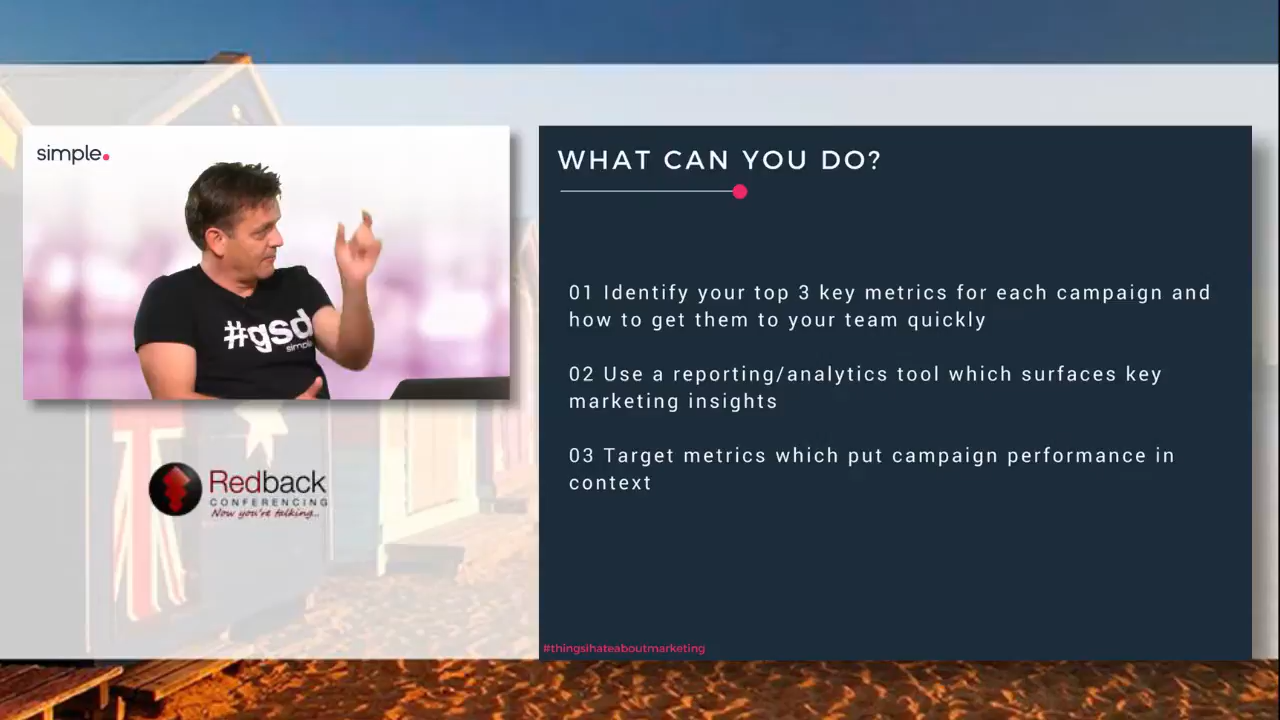 simple.
#gsd
simple
Redback
CONFERENCING
Now you're talking...
WHAT CAN YOU DO?
01 Identify your top 3 key metrics for each campaign and
how to get them to your team quickly
02 Use a reporting/analytics tool which surfaces key
marketing insights
03 Target metrics which put campaign performance in
context
#thingsihateaboutmarketing